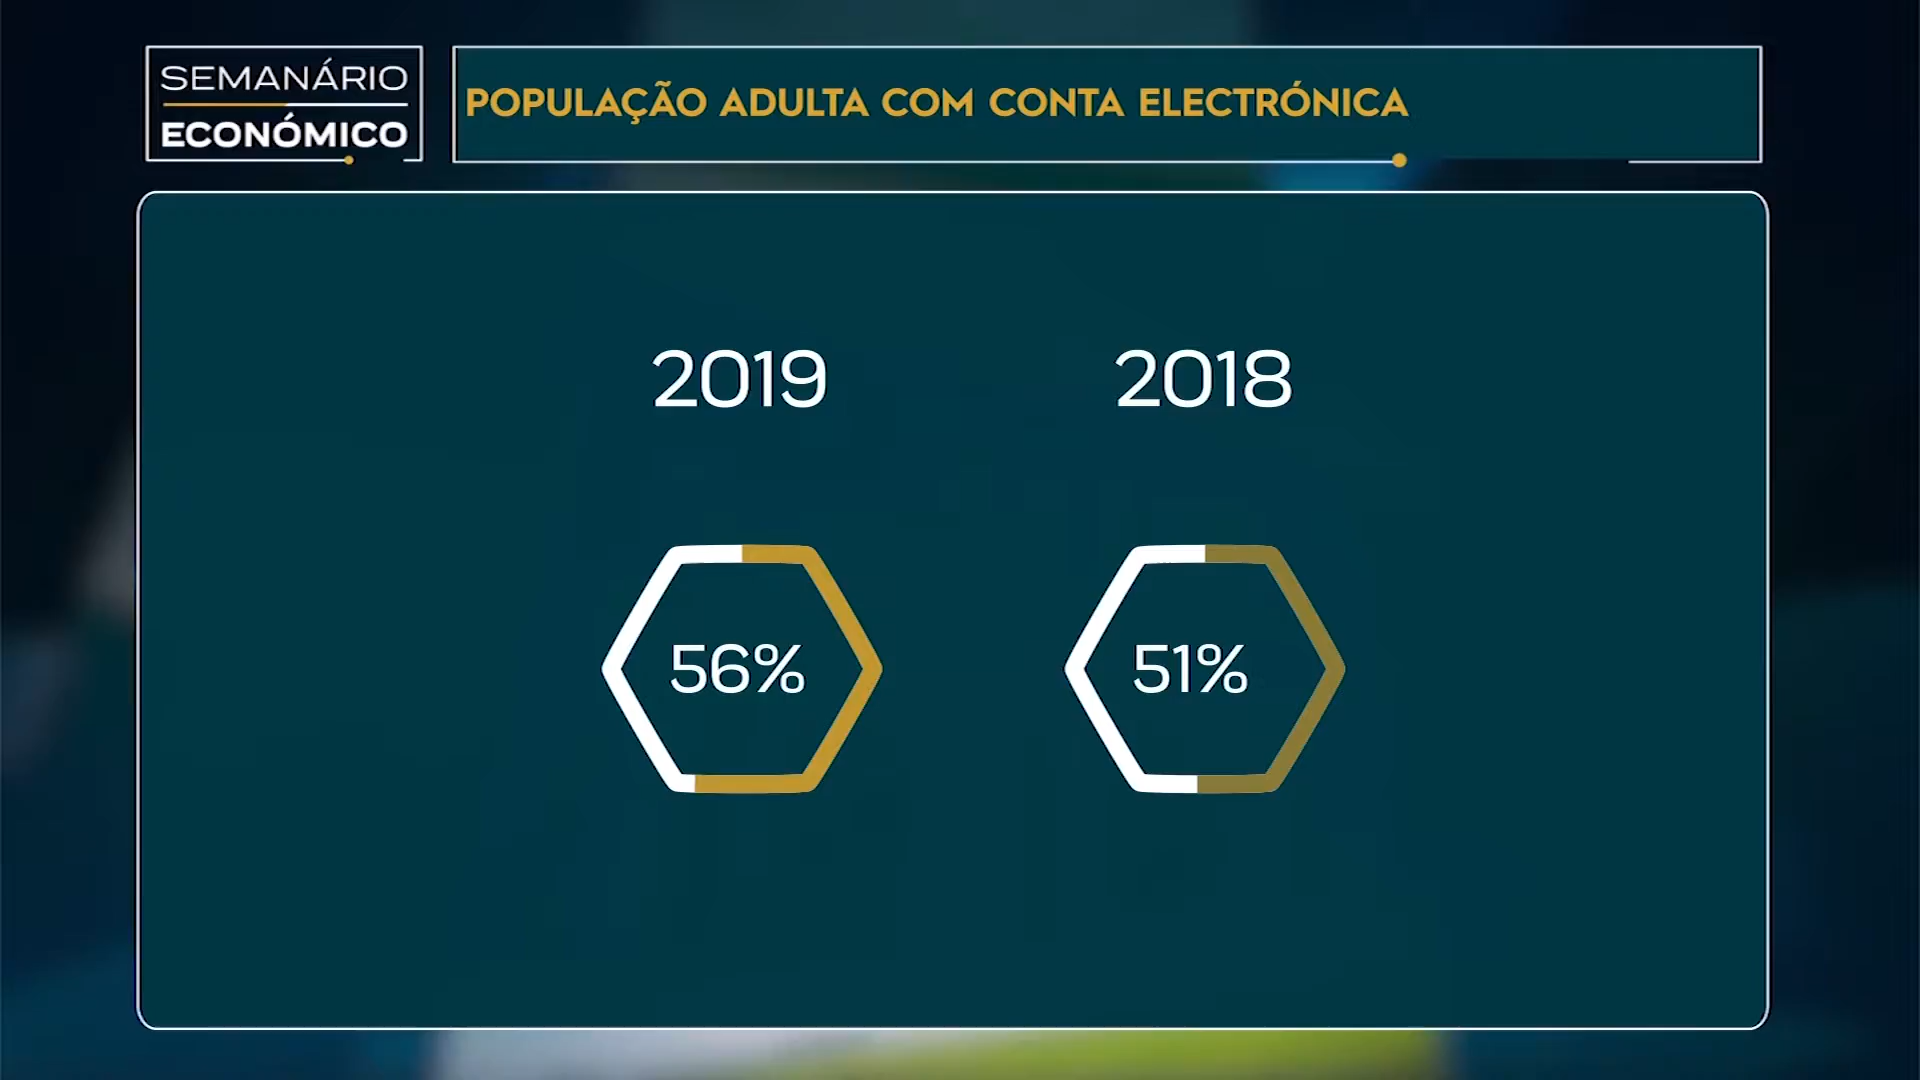 SEMANÁRIO
ECONÓMICO
POPULAÇÃO ADULTA COM CONTA ELECTRÓNICA
2019 2018
56% 51%